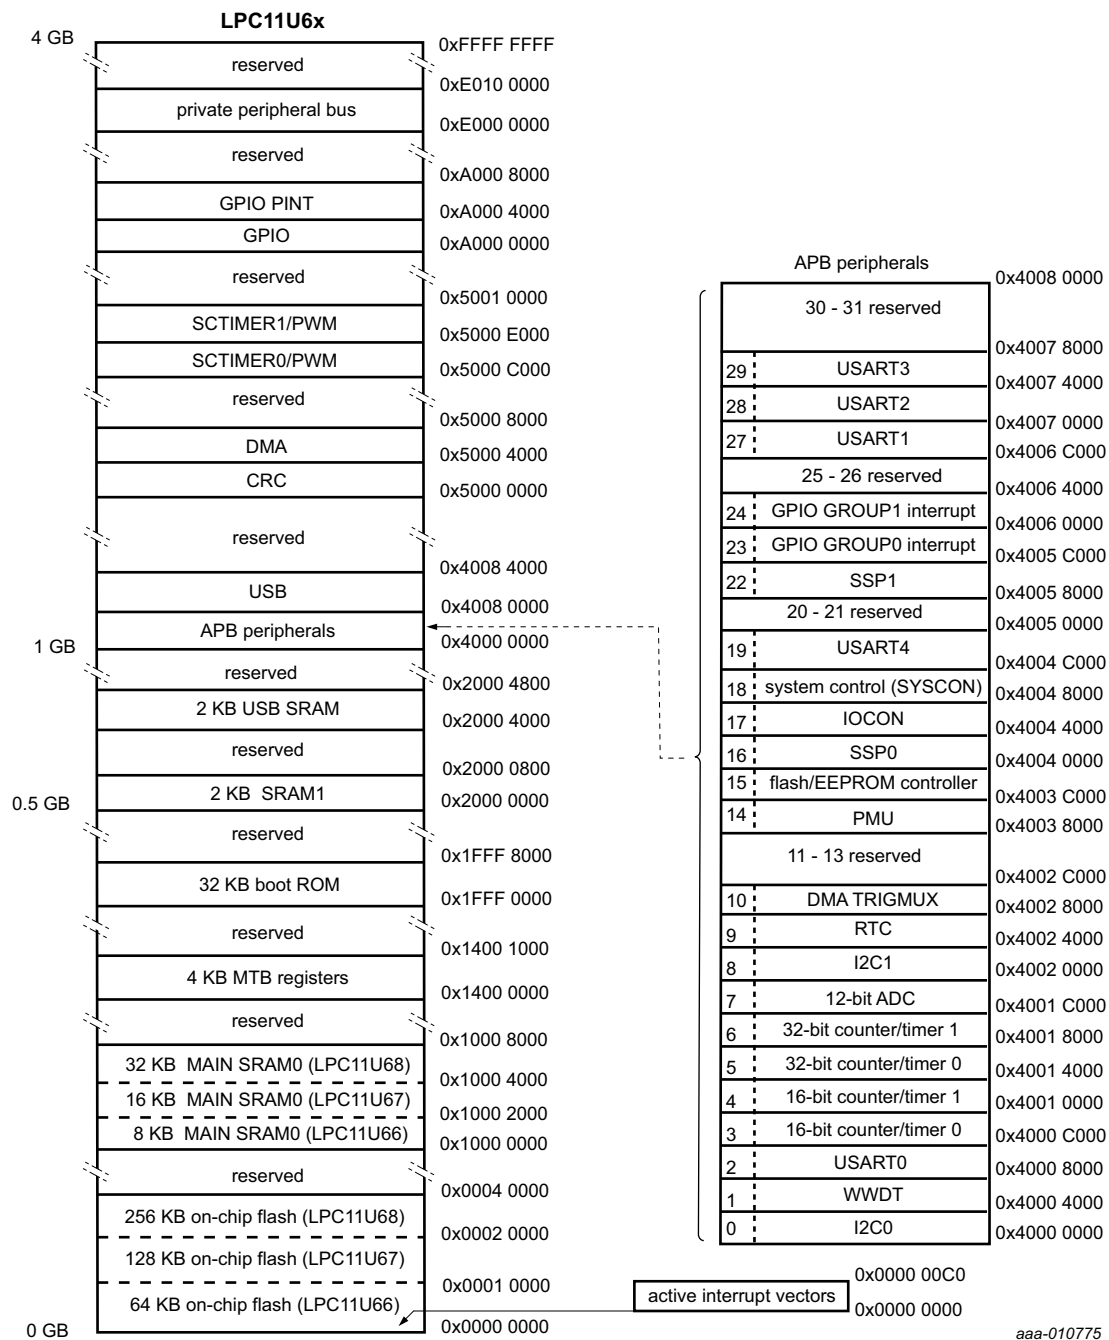 LPC11U6x
4 GB
0xFFFF FFFF
reserved
0xE010 0000
private peripheral bus
0xE000 0000
reserved
0xA000 8000
GPIO PINT
0xA000 4000
GPIO
0xA000 0000
reserved
0x5001 0000
SCTIMER1/PWM
0x5000 E000
SCTIMER0/PWM
0x5000 C000
reserved
0x5000 8000
DMA
0x5000 4000
CRC
0x5000 0000
reserved
0x4008 4000
USB
0x4008 0000
APB peripherals
0x4000 0000
1 GB
reserved
0x2000 4800
2 KB USB SRAM
0x2000 4000
reserved
0x2000 0800
2 KB SRAM1
0x2000 0000
0.5 GB
reserved
0x1FFF 8000
32 KB boot ROM
0x1FFF 0000
reserved
0x1400 1000
4 KB MTB registers
0x1400 0000
reserved
0x1000 8000
32 KB MAIN SRAM0 (LPC11U68)
0x1000 4000
16 KB MAIN SRAM0 (LPC11U67)
0x1000 2000
8 KB MAIN SRAM0 (LPC11U66)
0x1000 0000
reserved
0x0004 0000
256 KB on-chip flash (LPC11U68)
0x0002 0000
128 KB on-chip flash (LPC11U67)
0x0001 0000
64 KB on-chip flash (LPC11U66)
0x0000 0000
0 GB
APB peripherals
0x4008 0000
30 - 31 reserved
0x4007 8000
29 USART3
0x4007 4000
28 USART2
0x4007 0000
27 USART1
0x4006 C000
25 - 26 reserved
0x4006 4000
24 GPIO GROUP1 interrupt
0x4006 0000
23 GPIO GROUP0 interrupt
0x4005 C000
22 SSP1
0x4005 8000
20 - 21 reserved
0x4005 0000
19 USART4
0x4004 C000
18 system control (SYSCON)
0x4004 8000
17 IOCON
0x4004 4000
16 SSP0
0x4004 0000
15 flash/EEPROM controller
0x4003 C000
14 PMU
0x4003 8000
11 - 13 reserved
0x4002 C000
10 DMA TRIGMUX
0x4002 8000
9 RTC
0x4002 4000
8 I2C1
0x4002 0000
7 12-bit ADC
0x4001 C000
6 32-bit counter/timer 1
0x4001 8000
5 32-bit counter/timer 0
0x4001 4000
4 16-bit counter/timer 1
0x4001 0000
3 16-bit counter/timer 0
0x4000 C000
2 USART0
0x4000 8000
1 WWDT
0x4000 4000
0 I2C0
0x4000 0000
0x0000 00C0
active interrupt vectors
0x0000 0000
aaa-010775